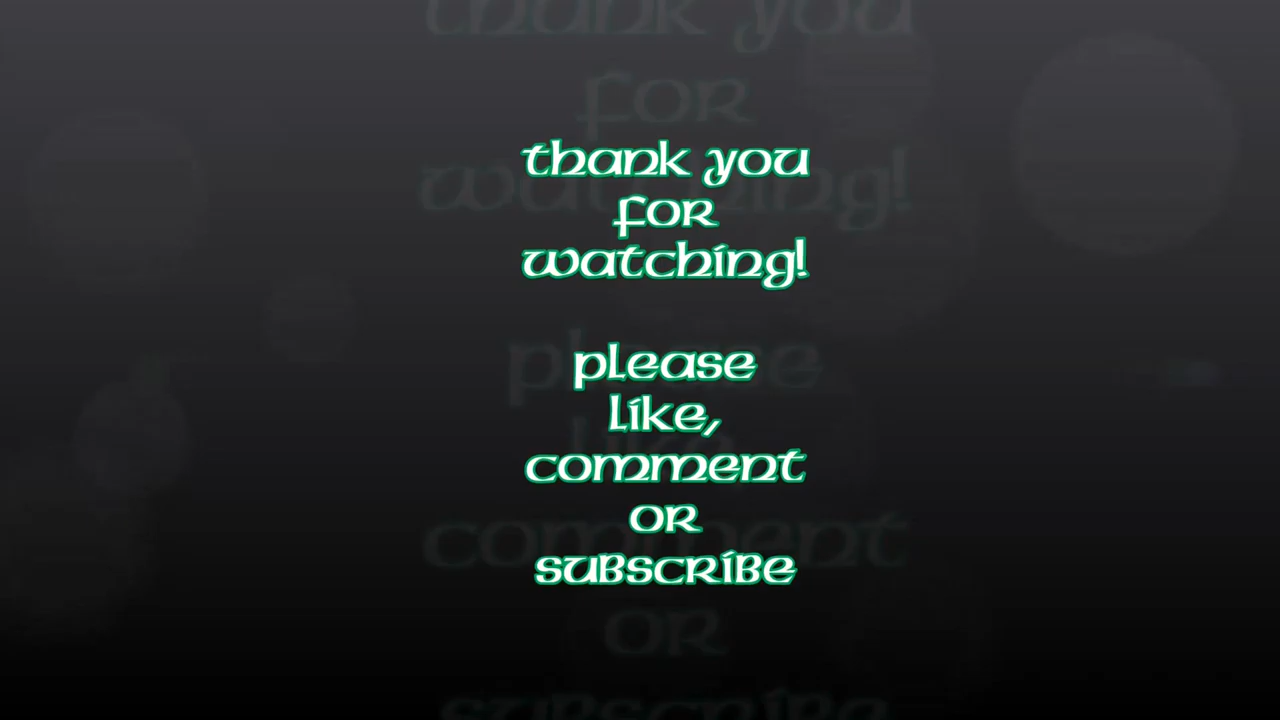 thank you
for
watching!
please
like,
comment
or
subscribe